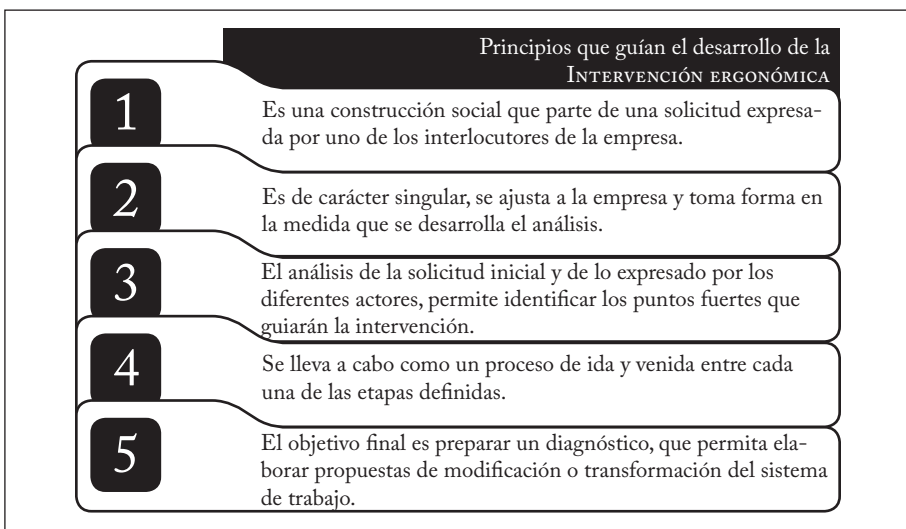 Principios que guían el desarrollo de la
Intervención ergonómica
1
Es una construcción social que parte de una solicitud expresa-
da por uno de los interlocutores de la empresa.
2
Es de carácter singular, se ajusta a la empresa y toma forma en
la medida que se desarrolla el análisis.
3
El análisis de la solicitud inicial y de lo expresado por los
diferentes actores, permite identificar los puntos fuertes que
guiarán la intervención.
4
Se lleva a cabo como un proceso de ida y venida entre cada
una de las etapas definidas.
5
El objetivo final es preparar un diagnóstico, que permita ela-
borar propuestas de modificación o transformación del sistema
de trabajo.